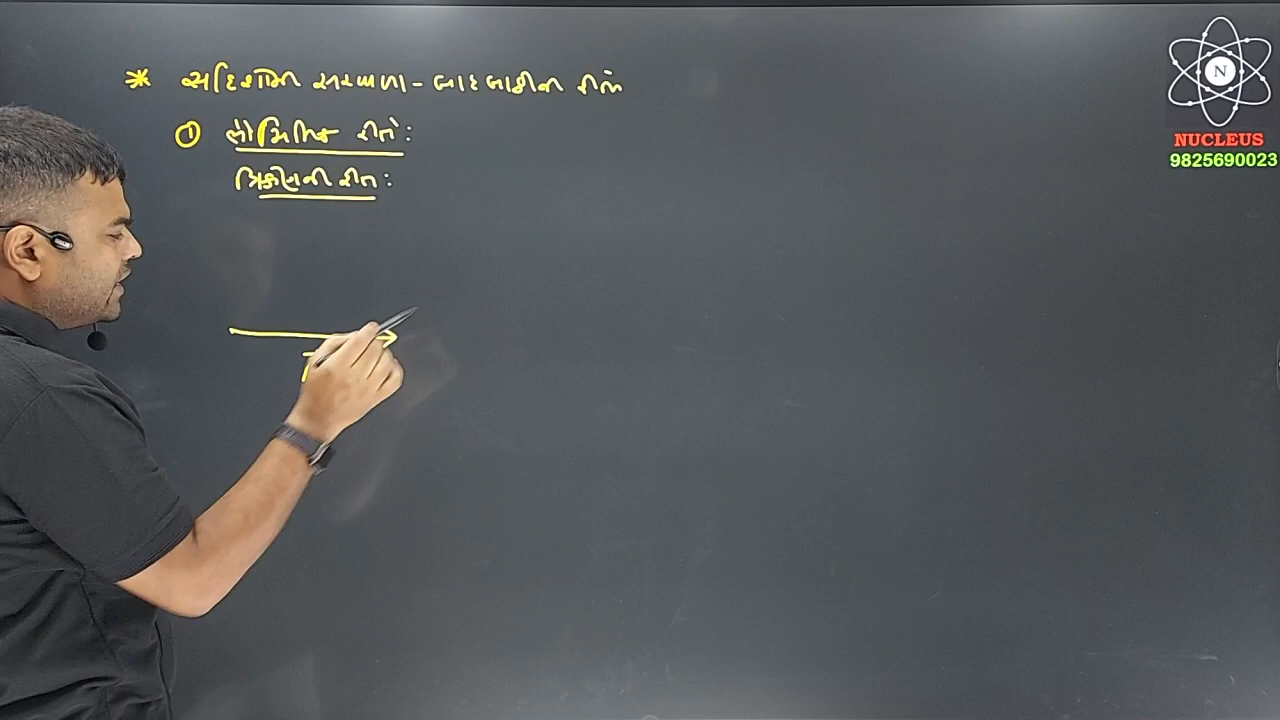 * સદિશોના સરવાળા - બાદબાકીની રીત
① ભૌમિતિક રીતે:
ત્રિકોણની રીત:
N
NUCLEUS
9825690023